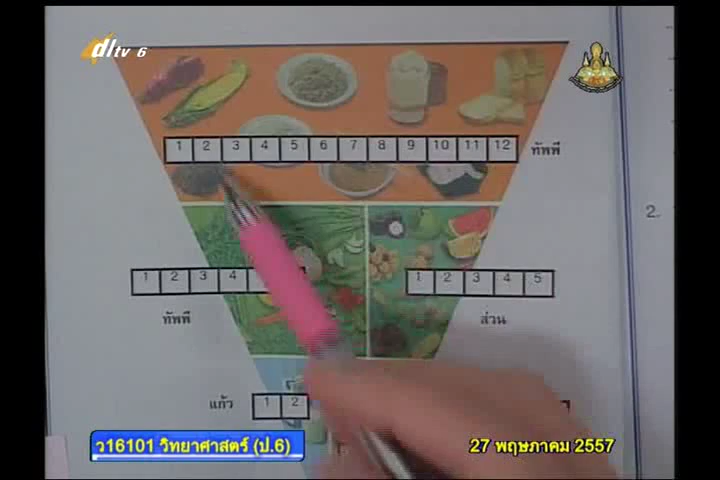 dltv 6
1 2 3 4 5 6 7 8 9 10 11 12 ทัพพี
2.
1 2 3 4
1 2 3 4 5
ทัพพี
ส่วน
แก้ว 1 2
ว16101 วิทยาศาสตร์ (ป.6)
27 พฤษภาคม 2557